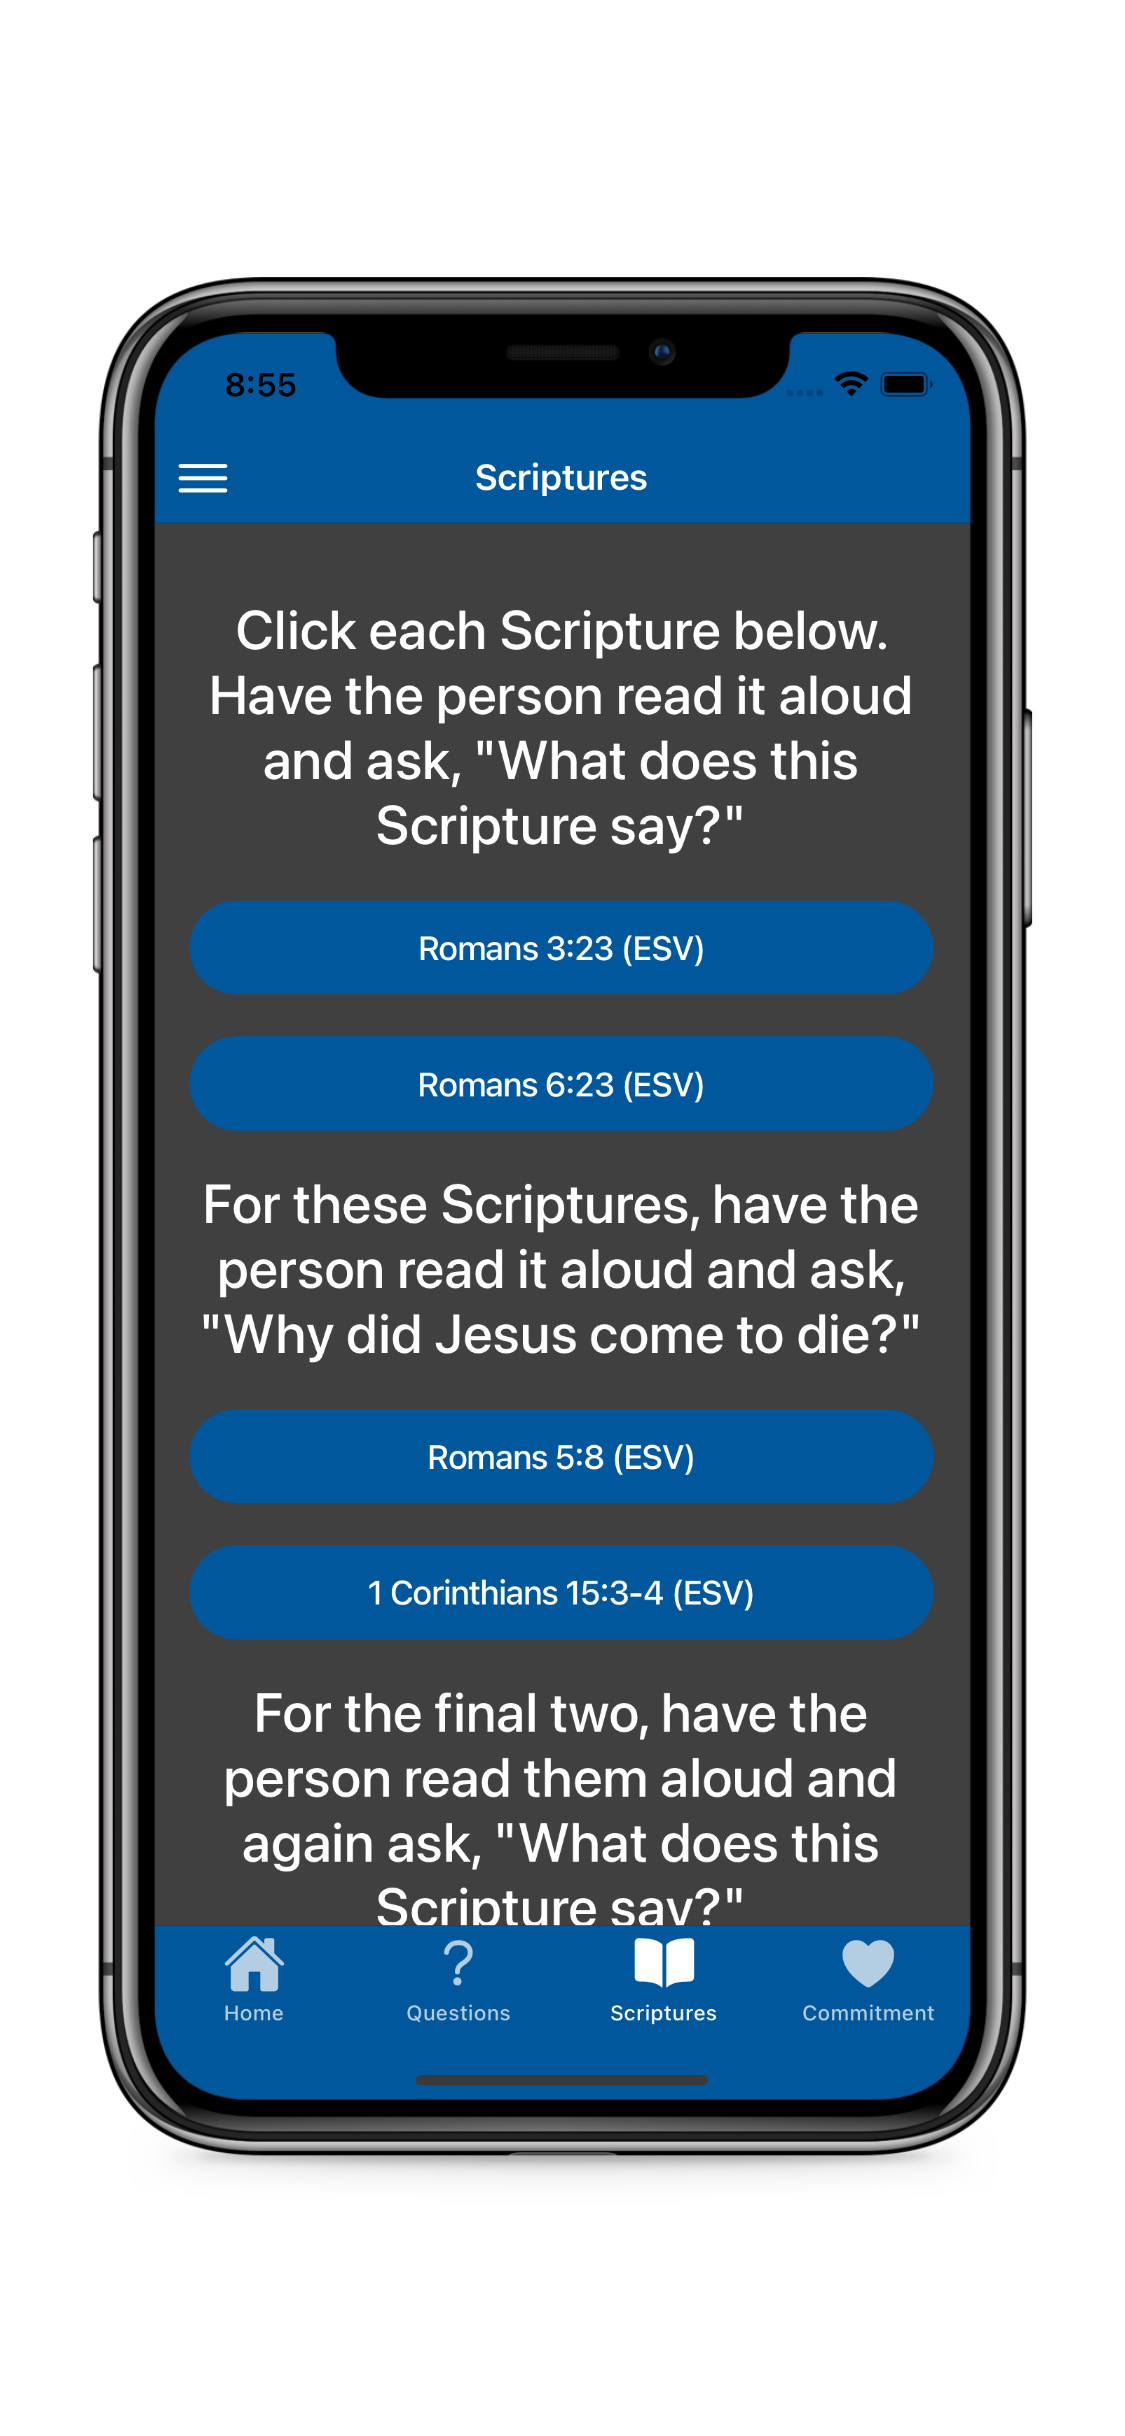 8:55
Scriptures
Click each Scripture below.
Have the person read it aloud
and ask, "What does this
Scripture say?"
Romans 3:23 (ESV)
Romans 6:23 (ESV)
For these Scriptures, have the
person read it aloud and ask,
"Why did Jesus come to die?"
Romans 5:8 (ESV)
1 Corinthians 15:3-4 (ESV)
For the final two, have the
person read them aloud and
again ask, "What does this
Scripture say?"
Home
Questions
Scriptures
Commitment